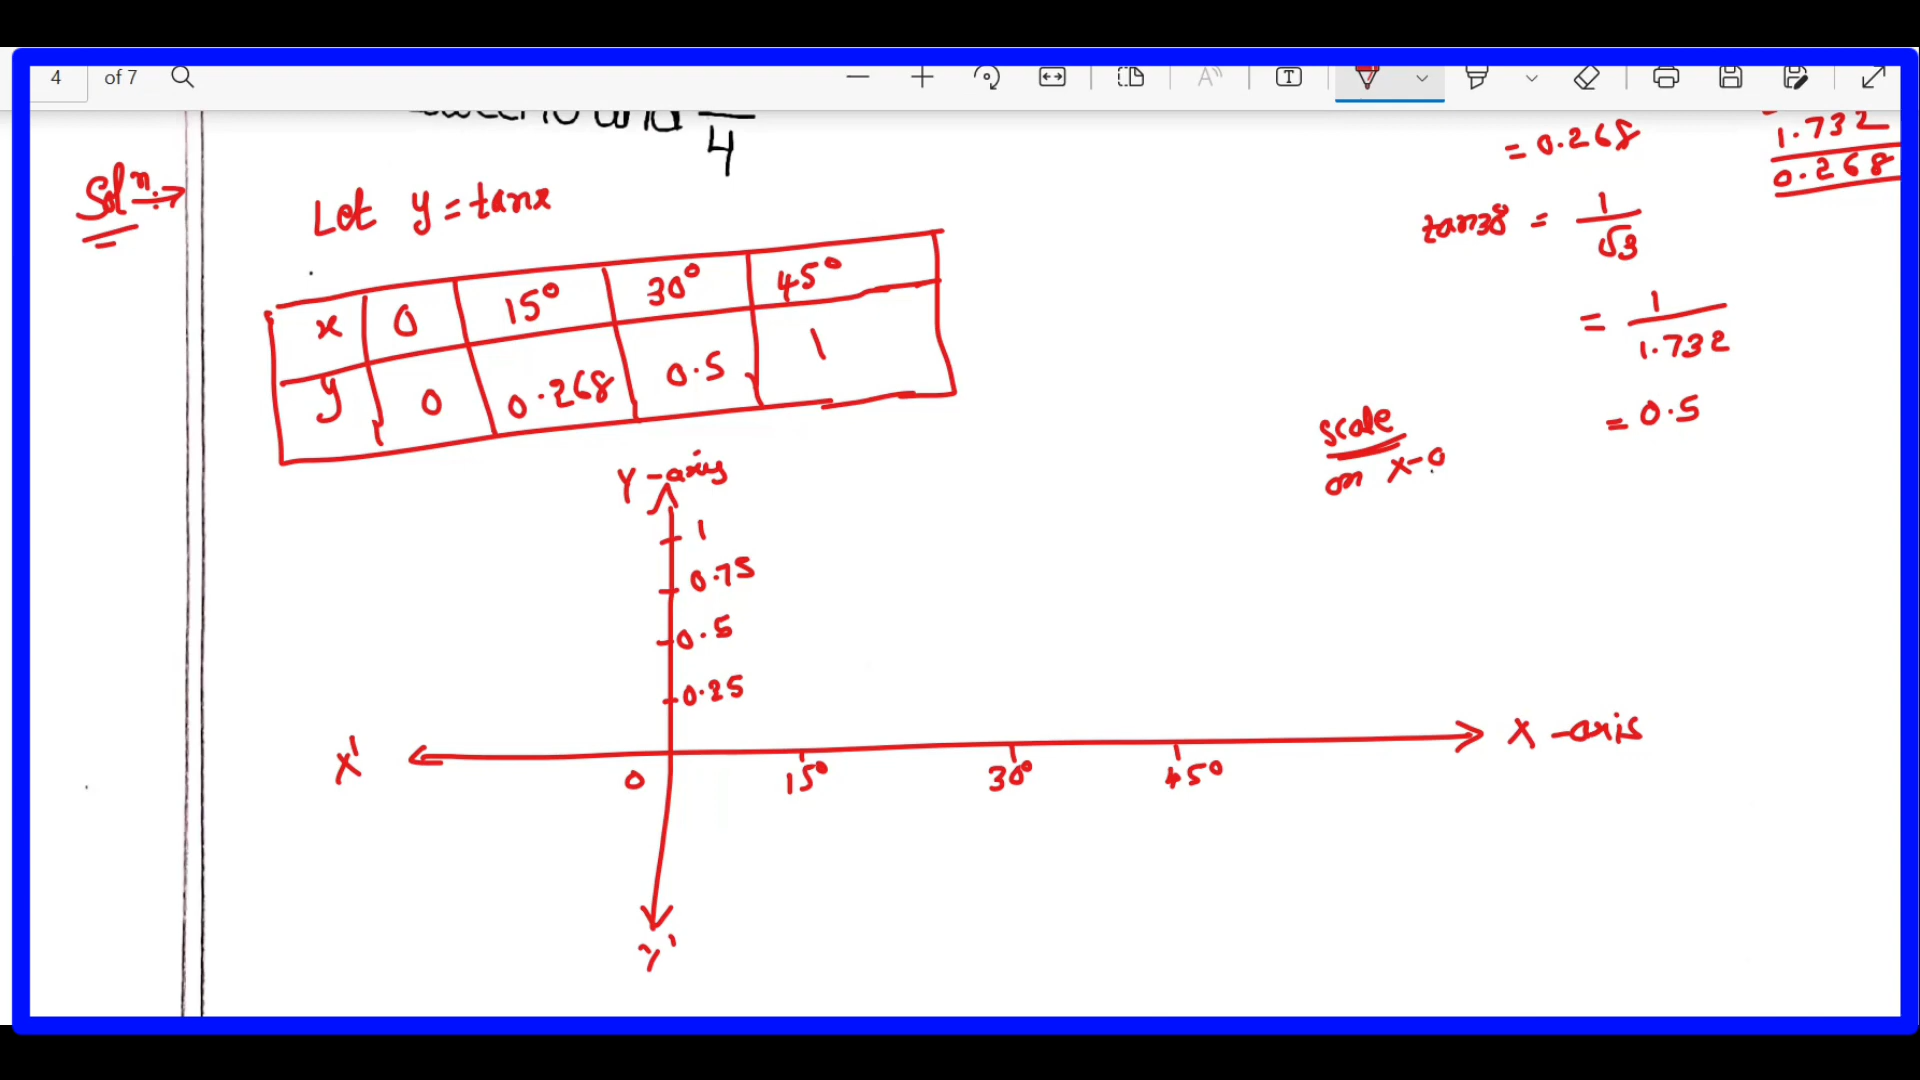 4 of 7
and
4
Soln. →
Let y = tanx
x 0 15° 30° 45°
y 0 0.268 0.5 1
= 0.268
1.732
0.268
tan30 = 1
√3
= 1
1.732
= 0.5
scale
on X-a
Y-axis
1
0.75
0.5
0.25
X' 0 15° 30° 45° X-axis
Y'